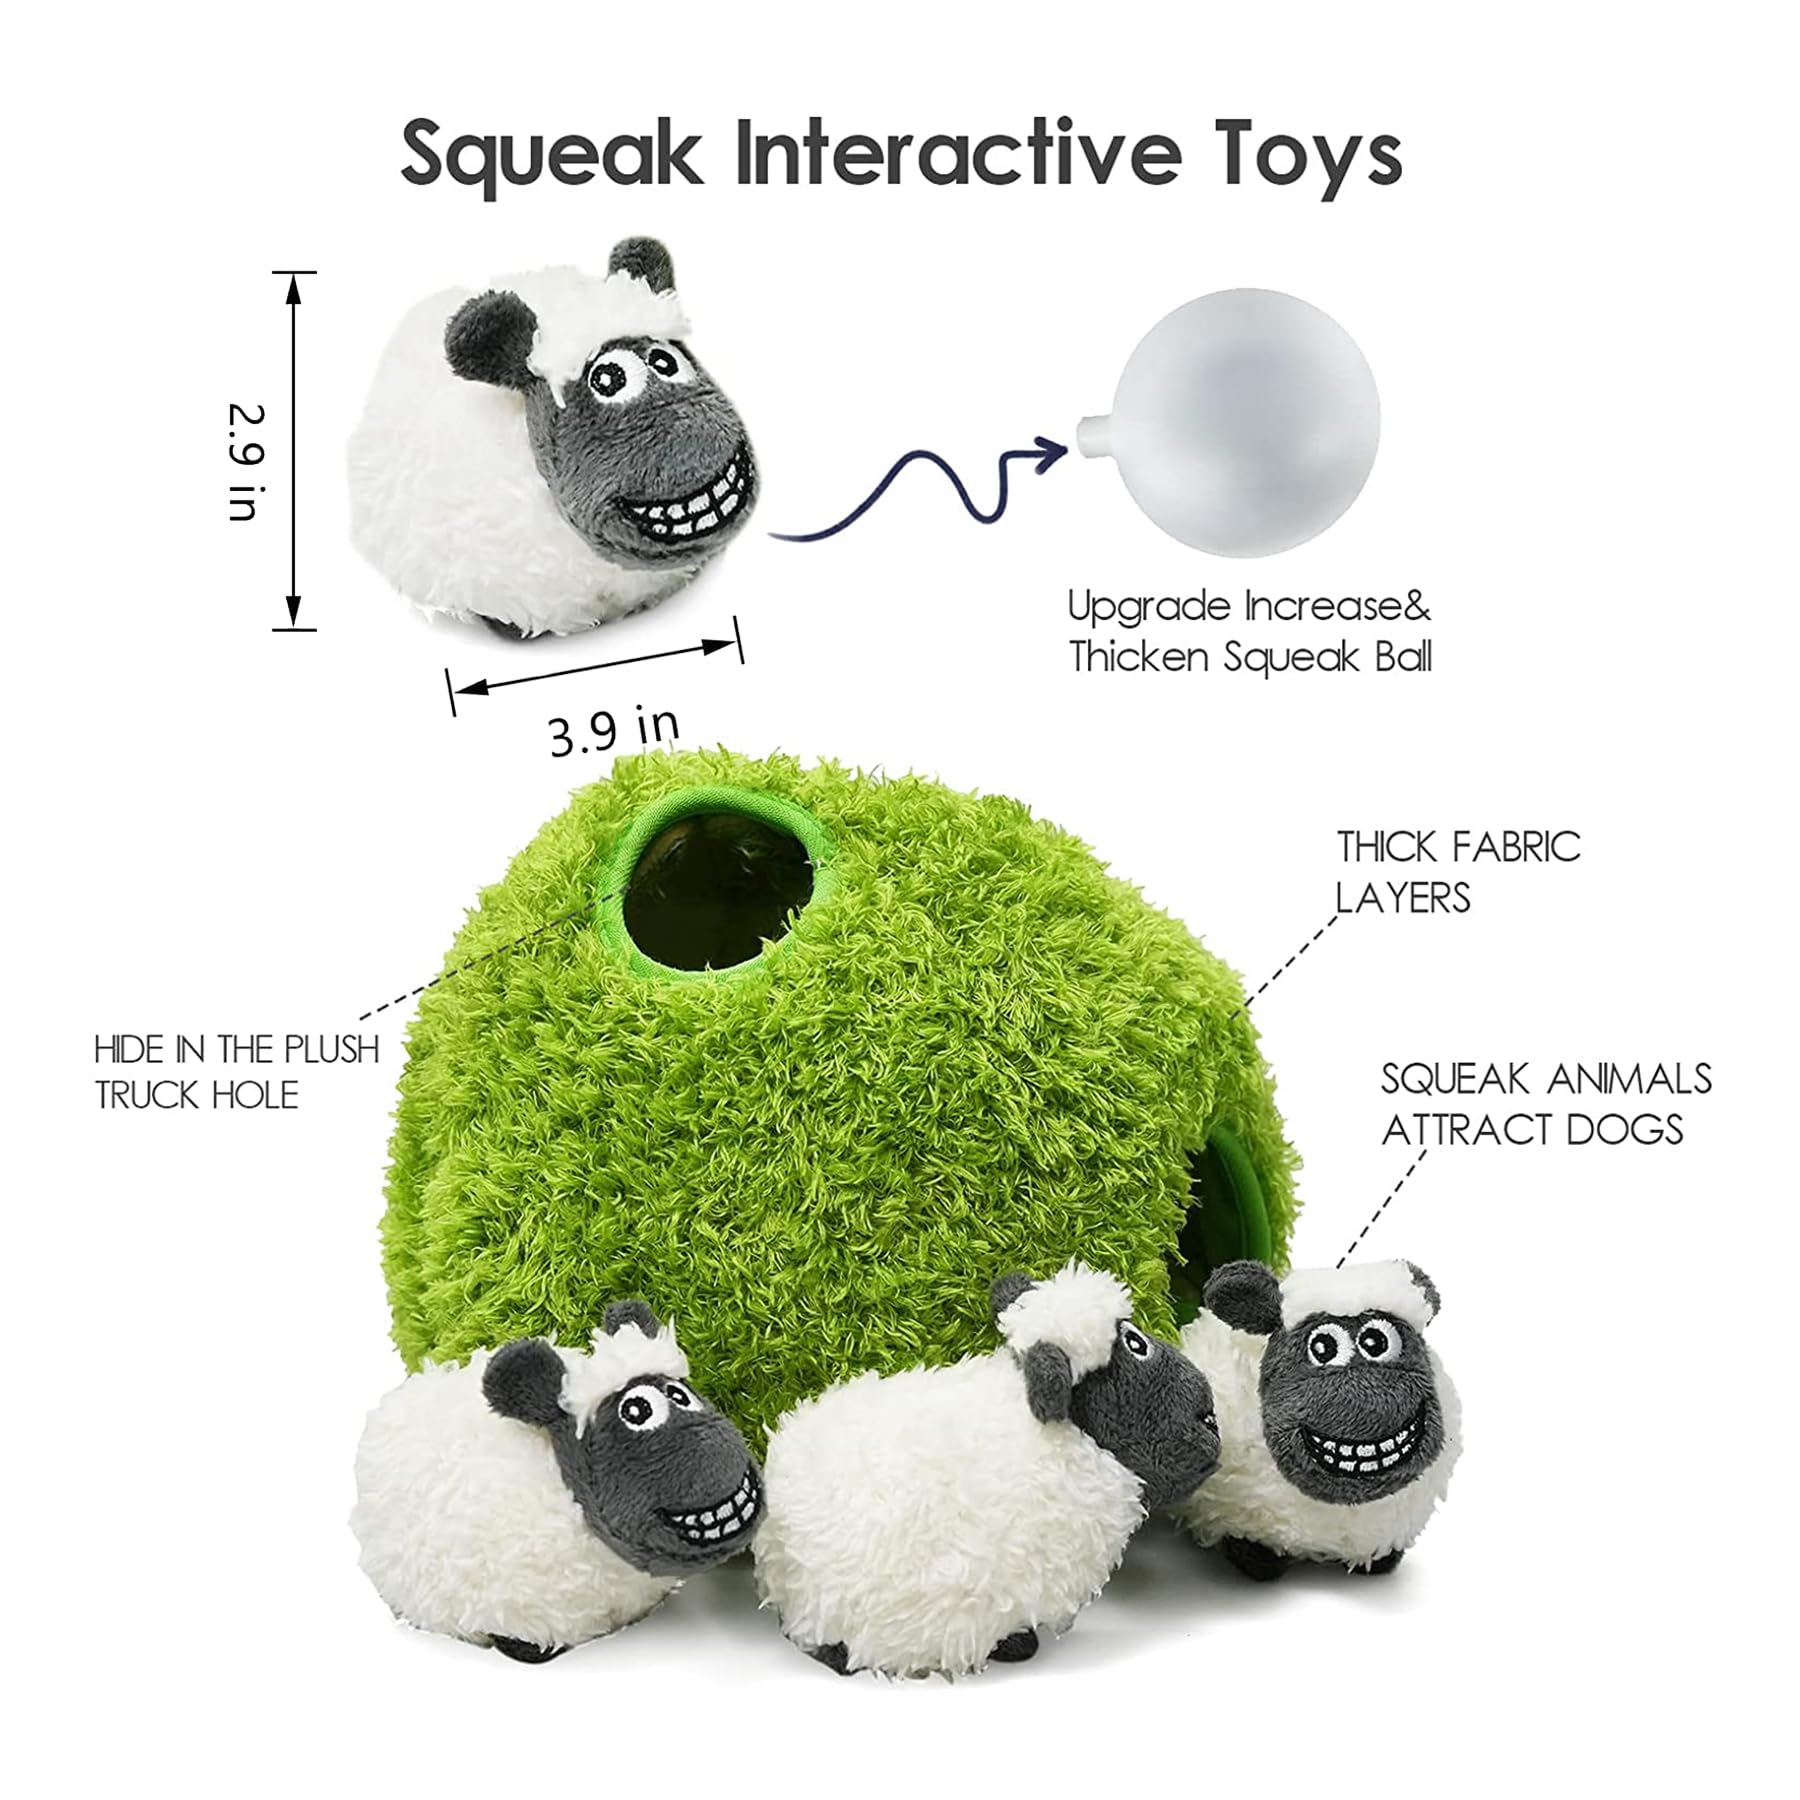 Squeak Interactive Toys
2.9 in
3.9 in
Upgrade Increase&
Thicken Squeak Ball
THICK FABRIC
LAYERS
HIDE IN THE PLUSH
TRUCK HOLE
SQUEAK ANIMALS
ATTRACT DOGS